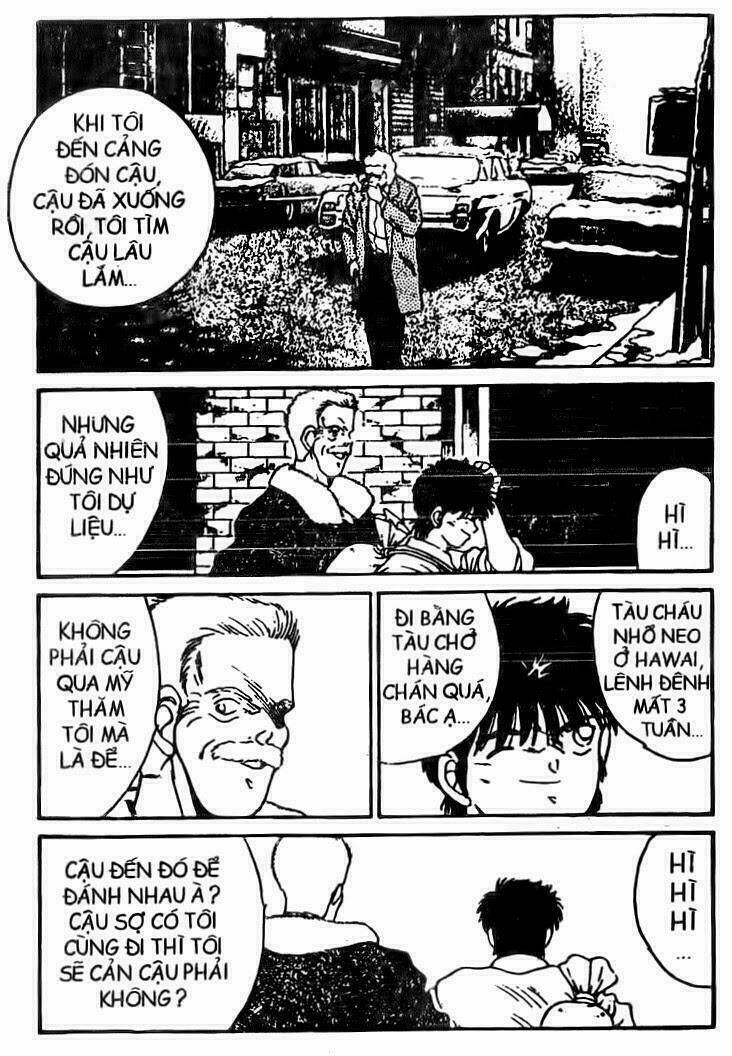 KHI TÔI
ĐẾN CẢNG
ĐÓN CẬU,
CẬU ĐÃ XUỐNG
RỒI, TÔI TÌM
CẬU LÂU
LẮM...
NHƯNG
QUẢ NHIÊN
ĐÚNG NHƯ
TÔI DỰ
LIỆU...
HÌ
HÌ...
KHÔNG
PHẢI CẬU
QUA MỸ
THĂM
TÔI MÀ
LÀ ĐỂ...
ĐI BẰNG
TÀU CHỞ
HÀNG
CHÁN QUÁ,
BÁC Ạ...
TÀU CHÁU
NHỔ NEO
Ở HAWAI,
LÊNH ĐÊNH
MẤT 3
TUẦN...
CẬU ĐẾN ĐÓ ĐỂ
ĐÁNH NHAU À?
CẬU SỢ CÓ TÔI
CÙNG ĐI THÌ TÔI
SẼ CẢN CẬU PHẢI
KHÔNG?
HÌ
HÌ
HÌ
...